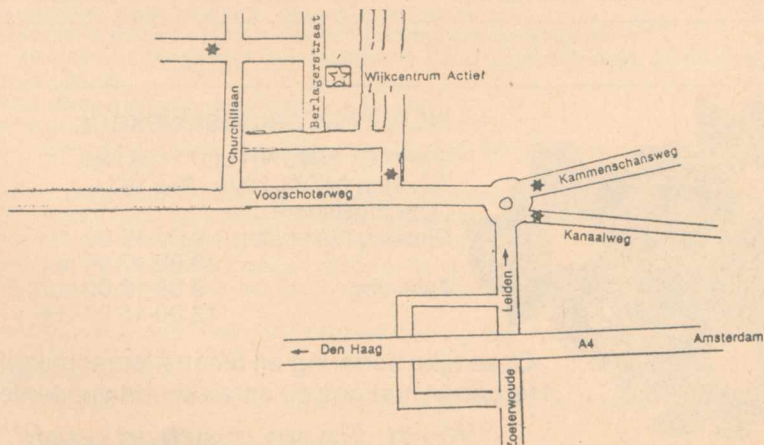 Berlagerstraat
Wijkcentrum Actief
Churchillaan
Kammenschansweg
Voorschoterweg
Kanaalweg
Leiden
Den Haag
A4
Amsterdam
Zoeterwoude